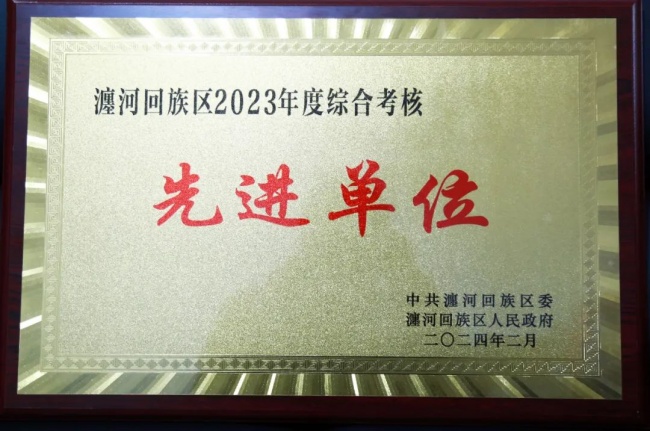 瀍河回族区2023年度综合考核
先进单位
中共瀍河回族区委
瀍河回族区人民政府
二〇二四年二月